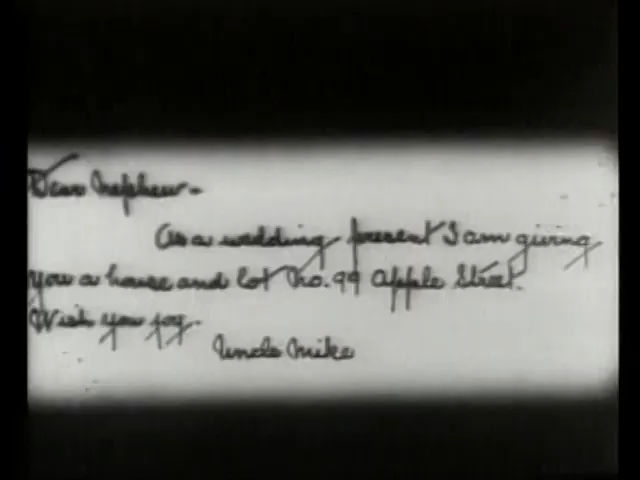 Dear Nephew-
As a wedding present I am giving
you a house and lot No. 99 Apple Street.
Wish you joy.
Uncle Mike